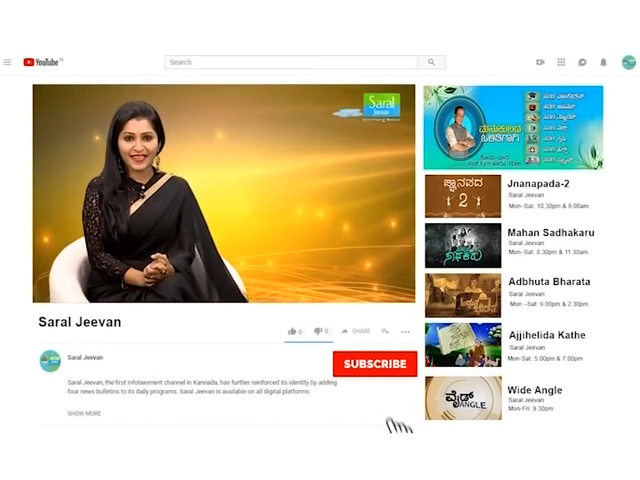 YouTube
Search
Saral
Jeevan
Saral Jeevan
0
0
SHARE
Saral Jeevan
SUBSCRIBE
Saral Jeevan, the first infotainment channel in Kannada, has further reinforced its identity by adding
four news bulletins to its daily programs. Saral Jeevan is available on all digital platforms.
SHOW MORE
ಜ್ಞಾನಪದ
2
Jnanapada-2
Saral Jeevan
Mon-Sat: 10.30pm & 8.00am.
Mahan Sadhakaru
Saral Jeevan
Mon-Sat: 8.30pm & 11.30am.
Adbhuta Bharata
Saral Jeevan
Mon –Sat: 9.00pm & 2.30pm.
Ajjihelida Kathe
Saral Jeevan
Mon-Sat: 5:00pm & 7.00pm
ವೈಡ್
ANGLE
Wide Angle
Saral Jeevan
Mon-Fri: 9.30pm